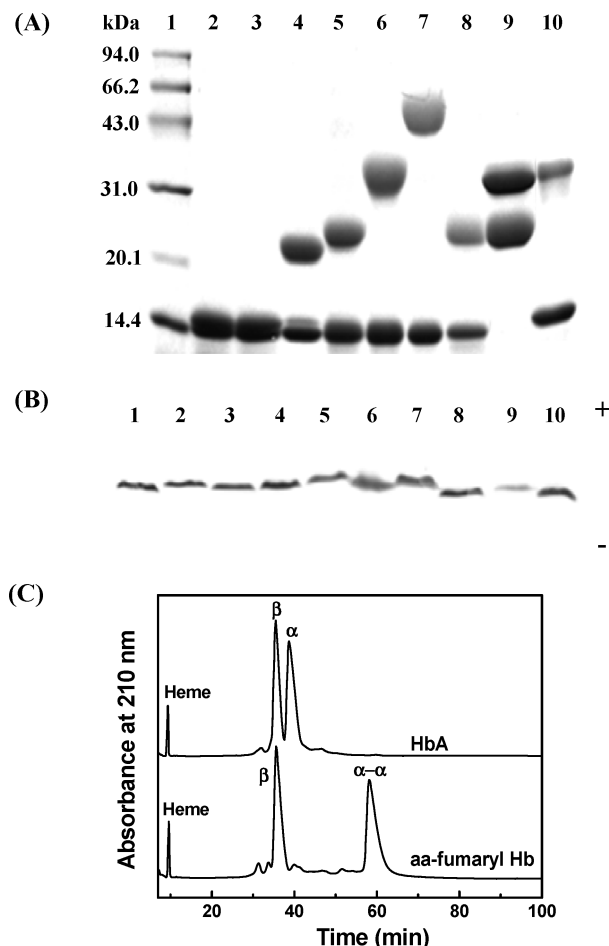 (A)
kDa 1 2 3 4 5 6 7 8 9 10
94.0
66.2
43.0
31.0
20.1
14.4
(B)
1 2 3 4 5 6 7 8 9 10 +
-
(C)
β
α
Heme
HbA
β
α–α
Heme
aa-fumaryl Hb
Absorbance at 210 nm
20 40 60 80 100
Time (min)